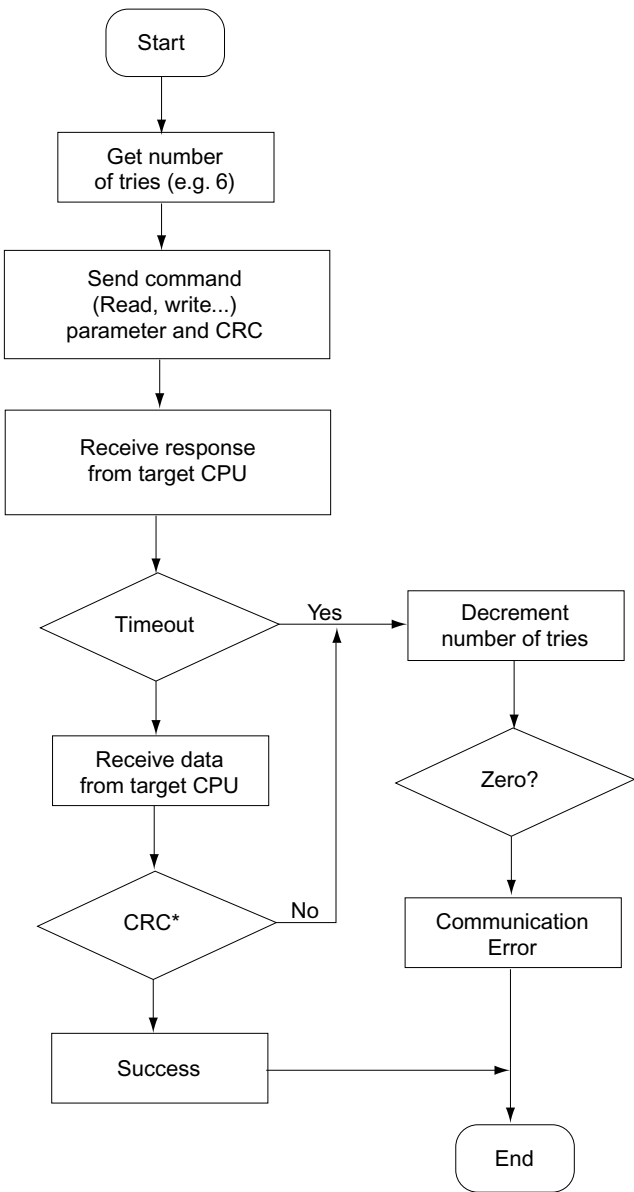 Start
Get number
of tries (e.g. 6)
Send command
(Read, write...)
parameter and CRC
Receive response
from target CPU
Timeout
Yes
Decrement
number of tries
Receive data
from target CPU
Zero?
CRC*
No
Communication
Error
Success
End